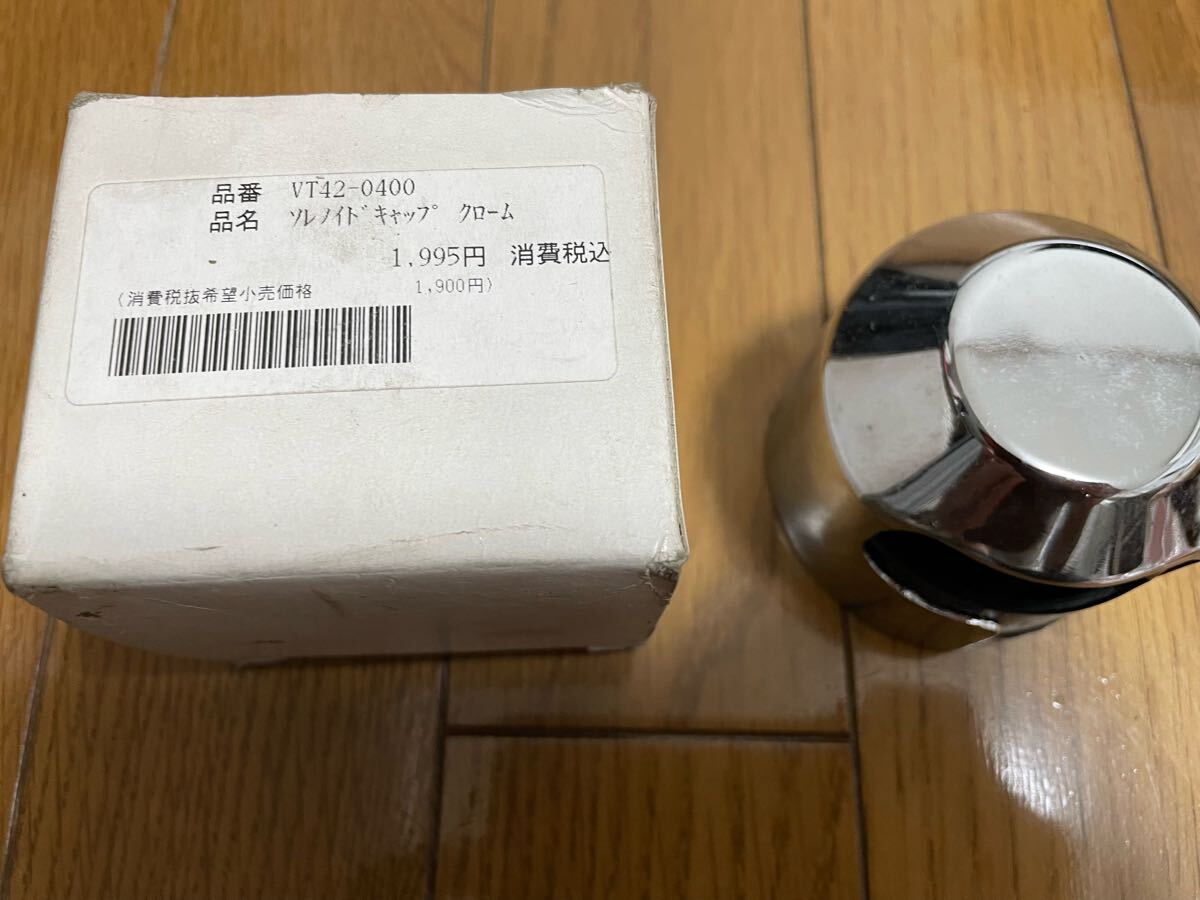 品番 VT42-0400
品名 ソレノイドキャップ クローム
1,995円 消費税込
(消費税抜希望小売価格 1,900円)